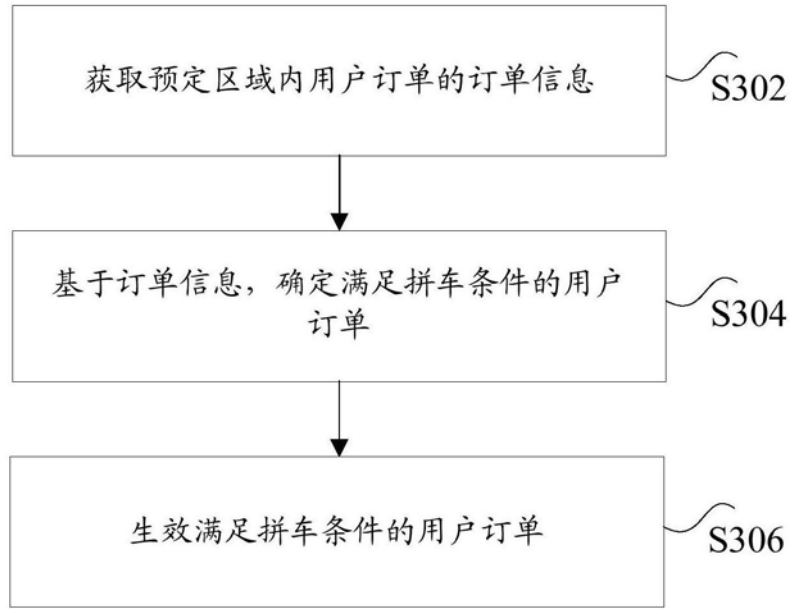 获取预定区域内用户订单的订单信息
S302
基于订单信息，确定满足拼车条件的用户
订单
S304
生效满足拼车条件的用户订单
S306